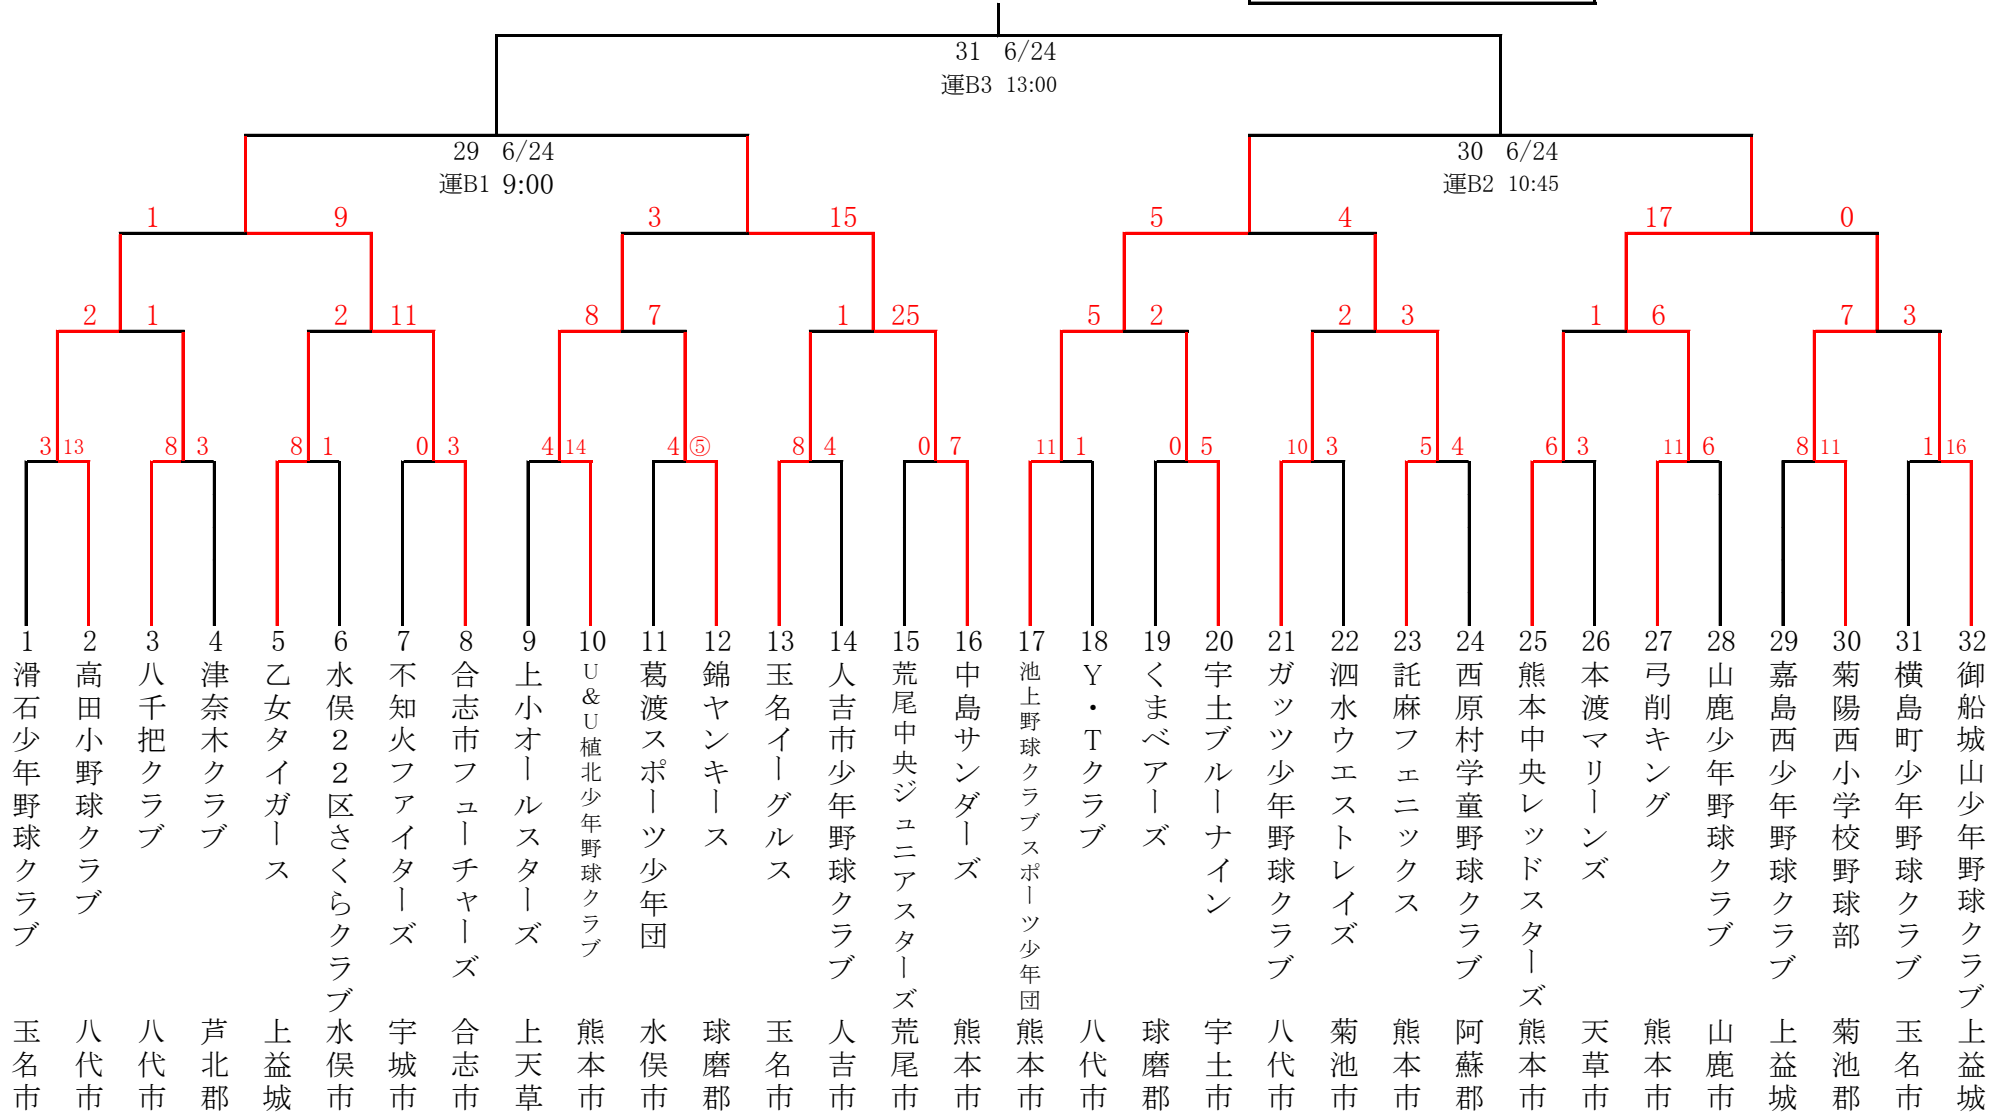 31 6/24
運B3 13:00
29 6/24
運B1 9:00
30 6/24
運B2 10:45
1 9 3 15 5 4 17 0
2 1 2 11 8 7 1 25 5 2 2 3 1 6 7 3
3 13 8 3 8 1 0 3 4 14 4 ⑤ 8 4 0 7 11 1 0 5 10 3 5 4 6 3 11 6 8 11 1 16
1 2 3 4 5 6 7 8 9 10 11 12 13 14 15 16 17 18 19 20 21 22 23 24 25 26 27 28 29 30 31 32
滑石少年野球クラブ
高田小野球クラブ
八千把クラブ
津奈木クラブ
乙女タイガース
水俣22区さくらクラブ
不知火ファイターズ
合志市フューチャーズ
上小オールスターズ
U&U植北少年野球クラブ
葛渡スポーツ少年団
錦ヤンキース
玉名イーグルス
人吉市少年野球クラブ
荒尾中央ジュニアスターズ
中島サンダーズ
池上野球クラブスポーツ少年団
Y・Tクラブ
くまベアーズ
宇土ブルーナイン
ガッツ少年野球クラブ
泗水ウエストレイズ
託麻フェニックス
西原村学童野球クラブ
熊本中央レッドスターズ
本渡マリーンズ
弓削キング
山鹿少年野球クラブ
嘉島西少年野球クラブ
菊陽西小学校野球部
横島町少年野球クラブ
御船城山少年野球クラブ
玉名市
八代市
八代市
芦北郡
上益城
水俣市
宇城市
合志市
上天草
熊本市
水俣市
球磨郡
玉名市
人吉市
荒尾市
熊本市
熊本市
八代市
球磨郡
宇土市
八代市
菊池市
熊本市
阿蘇郡
熊本市
天草市
熊本市
山鹿市
上益城
菊池郡
玉名市
上益城